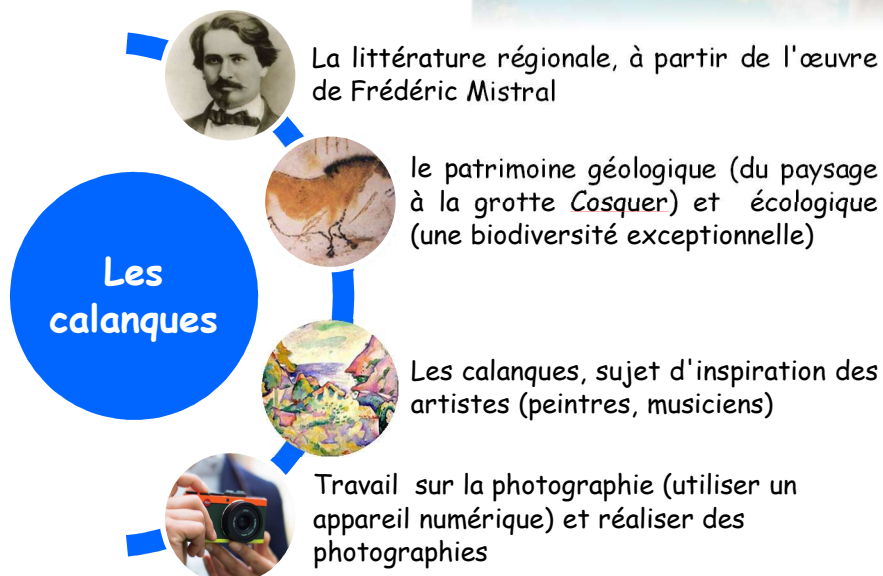 La littérature régionale, à partir de l'œuvre
de Frédéric Mistral
le patrimoine géologique (du paysage
à la grotte Cosquer) et écologique
(une biodiversité exceptionnelle)
Les
calanques
Les calanques, sujet d'inspiration des
artistes (peintres, musiciens)
Travail sur la photographie (utiliser un
appareil numérique) et réaliser des
photographies